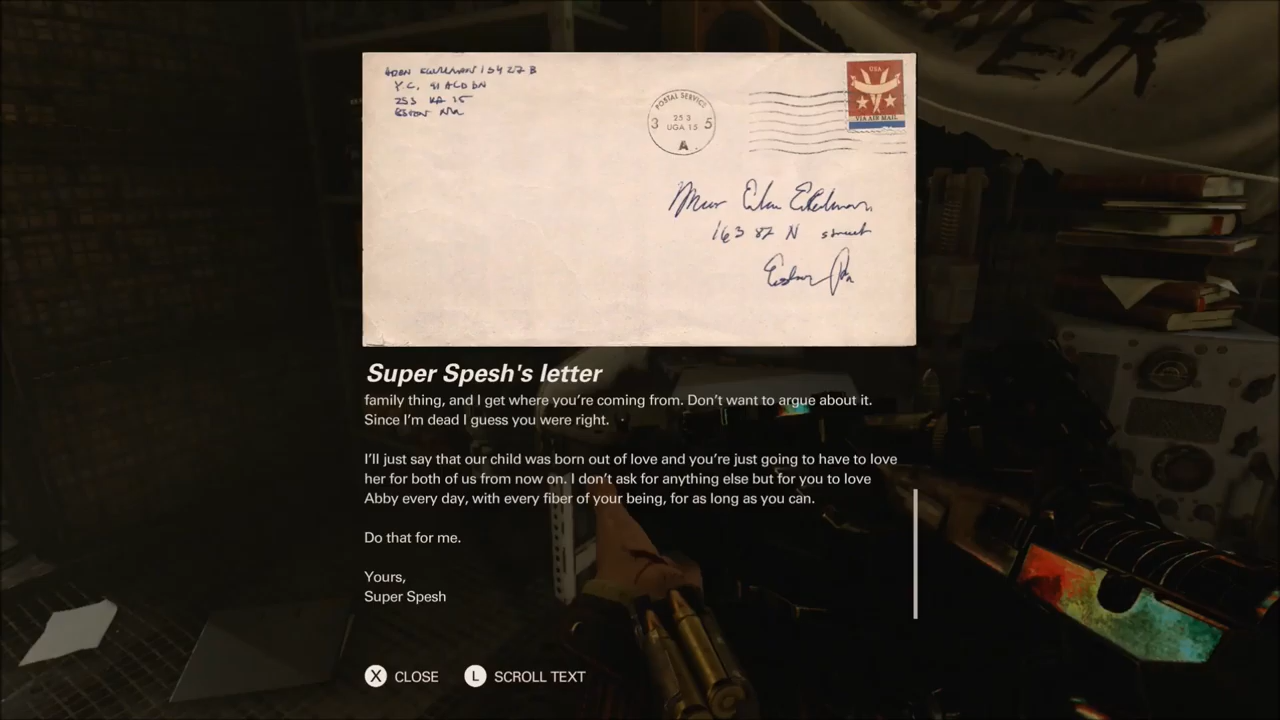 253 KA 15
POSTAL SERVICE
3 25 3 5
UGA 15
A
USA
VIA AIR MAIL
163 87 N street
Super Spesh's letter
family thing, and I get where you're coming from. Don't want to argue about it.
Since I'm dead I guess you were right.
I'll just say that our child was born out of love and you're just going to have to love
her for both of us from now on. I don't ask for anything else but for you to love
Abby every day, with every fiber of your being, for as long as you can.
Do that for me.
Yours,
Super Spesh
X CLOSE L SCROLL TEXT